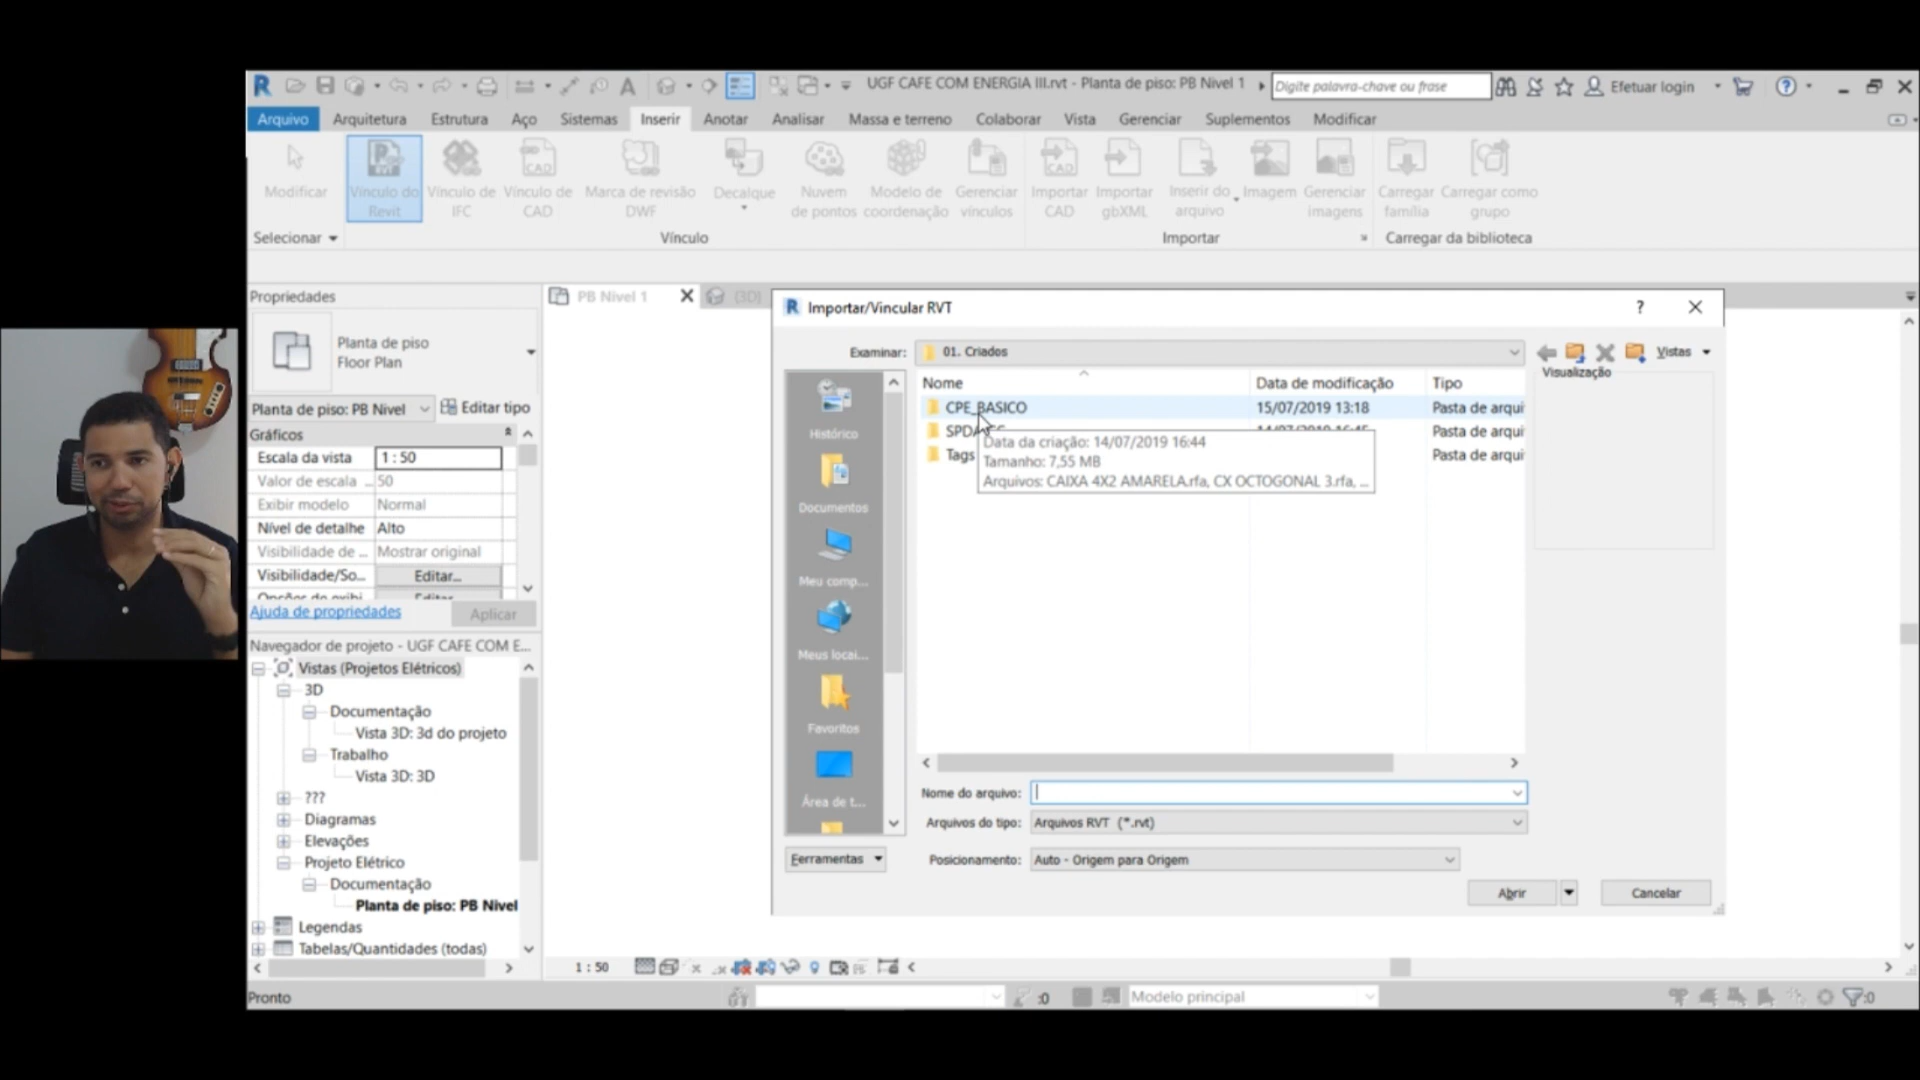 UGF CAFE COM ENERGIA III.rvt - Planta de piso: PB Nivel 1
Digite palavra-chave ou frase
Efetuar login
Arquivo Arquitetura Estrutura Aço Sistemas Inserir Anotar Analisar Massa e terreno Colaborar Vista Gerenciar Suplementos Modificar
Modificar
Vínculo do Revit
Vínculo de IFC
Vínculo de CAD
Marca de revisão DWF
Decalque
Nuvem de pontos
Modelo de coordenação
Gerenciar vínculos
Importar CAD
Importar gbXML
Inserir do arquivo
Imagem
Gerenciar imagens
Carregar família
Carregar como grupo
Selecionar
Vínculo
Importar
Carregar da biblioteca
Propriedades
Planta de piso
Floor Plan
Planta de piso: PB Nivel
Editar tipo
Gráficos
Escala da vista 1 : 50
Valor de escala ... 50
Exibir modelo Normal
Nível de detalhe Alto
Visibilidade de ... Mostrar original
Visibilidade/So... Editar...
Ajuda de propriedades
Aplicar
Navegador de projeto - UGF CAFE COM E...
Vistas (Projetos Elétricos)
3D
Documentação
Vista 3D: 3d do projeto
Trabalho
Vista 3D: 3D
???
Diagramas
Elevações
Projeto Elétrico
Documentação
Planta de piso: PB Nivel
Legendas
Tabelas/Quantidades (todas)
PB Nivel 1
{3D}
Importar/Vincular RVT
?
Examinar: 01. Criados
Vistas
Visualização
Nome Data de modificação Tipo
CPE_BASICO 15/07/2019 13:18 Pasta de arqui
Pasta de arqui
Tags Pasta de arqui
Data da criação: 14/07/2019 16:44
Tamanho: 7,55 MB
Arquivos: CAIXA 4X2 AMARELA.rfa, CX OCTOGONAL 3.rfa, ...
Histórico
Documentos
Meu comp...
Meus locai...
Favoritos
Área de t...
Nome do arquivo:
Arquivos do tipo: Arquivos RVT (*.rvt)
Ferramentas
Posicionamento: Auto - Origem para Origem
Abrir
Cancelar
1 : 50
Pronto
:0
Modelo principal
:0